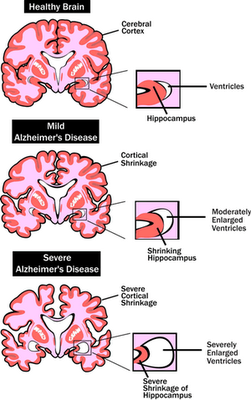 Healthy Brain
Cerebral
Cortex
Ventricles
Hippocampus
Mild
Alzheimer's Disease
Cortical
Shrinkage
Moderately
Enlarged
Ventricles
Shrinking
Hippocampus
Severe
Alzheimer's Disease
Severe
Cortical
Shrinkage
Severely
Enlarged
Ventricles
Severe
Shrinkage of
Hippocampus